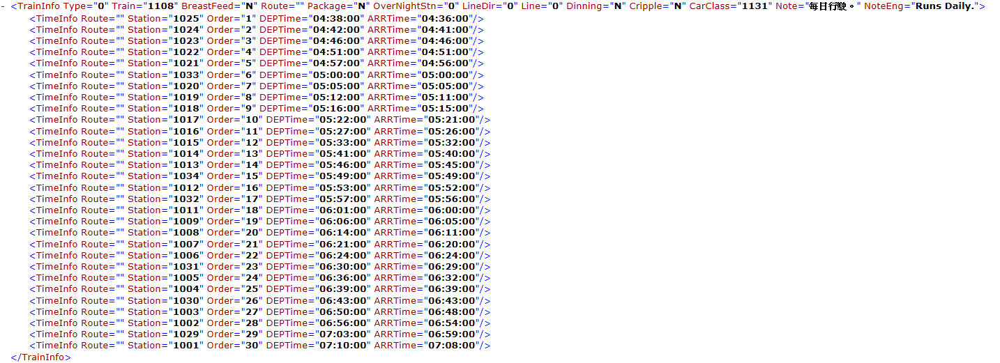 - <TrainInfo Type="0" Train="1108" BreastFeed="N" Route="" Package="N" OverNightStn="0" LineDir="0" Line="0" Dinning="N" Cripple="N" CarClass="1131" Note="每日行駛。" NoteEng="Runs Daily.">
<TimeInfo Route="" Station="1025" Order="1" DEPTime="04:38:00" ARRTime="04:36:00"/>
<TimeInfo Route="" Station="1024" Order="2" DEPTime="04:42:00" ARRTime="04:41:00"/>
<TimeInfo Route="" Station="1023" Order="3" DEPTime="04:46:00" ARRTime="04:46:00"/>
<TimeInfo Route="" Station="1022" Order="4" DEPTime="04:51:00" ARRTime="04:51:00"/>
<TimeInfo Route="" Station="1021" Order="5" DEPTime="04:57:00" ARRTime="04:56:00"/>
<TimeInfo Route="" Station="1033" Order="6" DEPTime="05:00:00" ARRTime="05:00:00"/>
<TimeInfo Route="" Station="1020" Order="7" DEPTime="05:05:00" ARRTime="05:05:00"/>
<TimeInfo Route="" Station="1019" Order="8" DEPTime="05:12:00" ARRTime="05:11:00"/>
<TimeInfo Route="" Station="1018" Order="9" DEPTime="05:16:00" ARRTime="05:15:00"/>
<TimeInfo Route="" Station="1017" Order="10" DEPTime="05:22:00" ARRTime="05:21:00"/>
<TimeInfo Route="" Station="1016" Order="11" DEPTime="05:27:00" ARRTime="05:26:00"/>
<TimeInfo Route="" Station="1015" Order="12" DEPTime="05:33:00" ARRTime="05:32:00"/>
<TimeInfo Route="" Station="1014" Order="13" DEPTime="05:41:00" ARRTime="05:40:00"/>
<TimeInfo Route="" Station="1013" Order="14" DEPTime="05:46:00" ARRTime="05:45:00"/>
<TimeInfo Route="" Station="1034" Order="15" DEPTime="05:49:00" ARRTime="05:49:00"/>
<TimeInfo Route="" Station="1012" Order="16" DEPTime="05:53:00" ARRTime="05:52:00"/>
<TimeInfo Route="" Station="1032" Order="17" DEPTime="05:57:00" ARRTime="05:56:00"/>
<TimeInfo Route="" Station="1011" Order="18" DEPTime="06:01:00" ARRTime="06:00:00"/>
<TimeInfo Route="" Station="1009" Order="19" DEPTime="06:06:00" ARRTime="06:05:00"/>
<TimeInfo Route="" Station="1008" Order="20" DEPTime="06:14:00" ARRTime="06:11:00"/>
<TimeInfo Route="" Station="1007" Order="21" DEPTime="06:21:00" ARRTime="06:20:00"/>
<TimeInfo Route="" Station="1006" Order="22" DEPTime="06:24:00" ARRTime="06:24:00"/>
<TimeInfo Route="" Station="1031" Order="23" DEPTime="06:30:00" ARRTime="06:29:00"/>
<TimeInfo Route="" Station="1005" Order="24" DEPTime="06:36:00" ARRTime="06:32:00"/>
<TimeInfo Route="" Station="1004" Order="25" DEPTime="06:39:00" ARRTime="06:39:00"/>
<TimeInfo Route="" Station="1030" Order="26" DEPTime="06:43:00" ARRTime="06:43:00"/>
<TimeInfo Route="" Station="1003" Order="27" DEPTime="06:50:00" ARRTime="06:48:00"/>
<TimeInfo Route="" Station="1002" Order="28" DEPTime="06:56:00" ARRTime="06:54:00"/>
<TimeInfo Route="" Station="1029" Order="29" DEPTime="07:03:00" ARRTime="06:59:00"/>
<TimeInfo Route="" Station="1001" Order="30" DEPTime="07:10:00" ARRTime="07:08:00"/>
</TrainInfo>